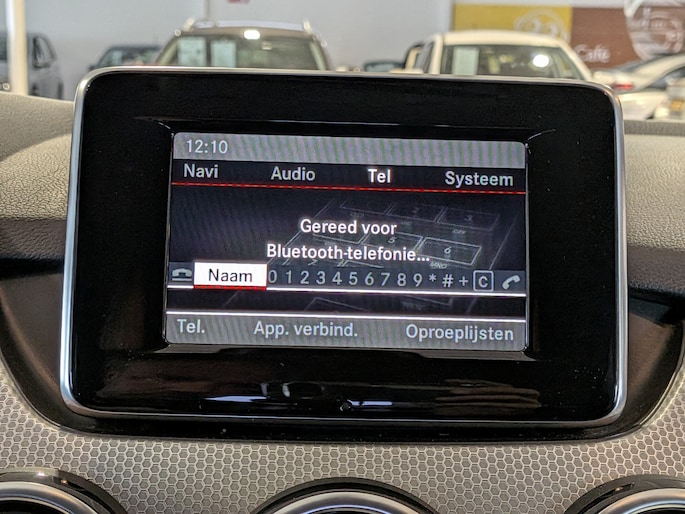 12:10
Navi Audio Tel Systeem
Gereed voor
Bluetooth-telefonie...
Naam 0 1 2 3 4 5 6 7 8 9 * # + C
Tel. App. verbind. Oproeplijsten
Café